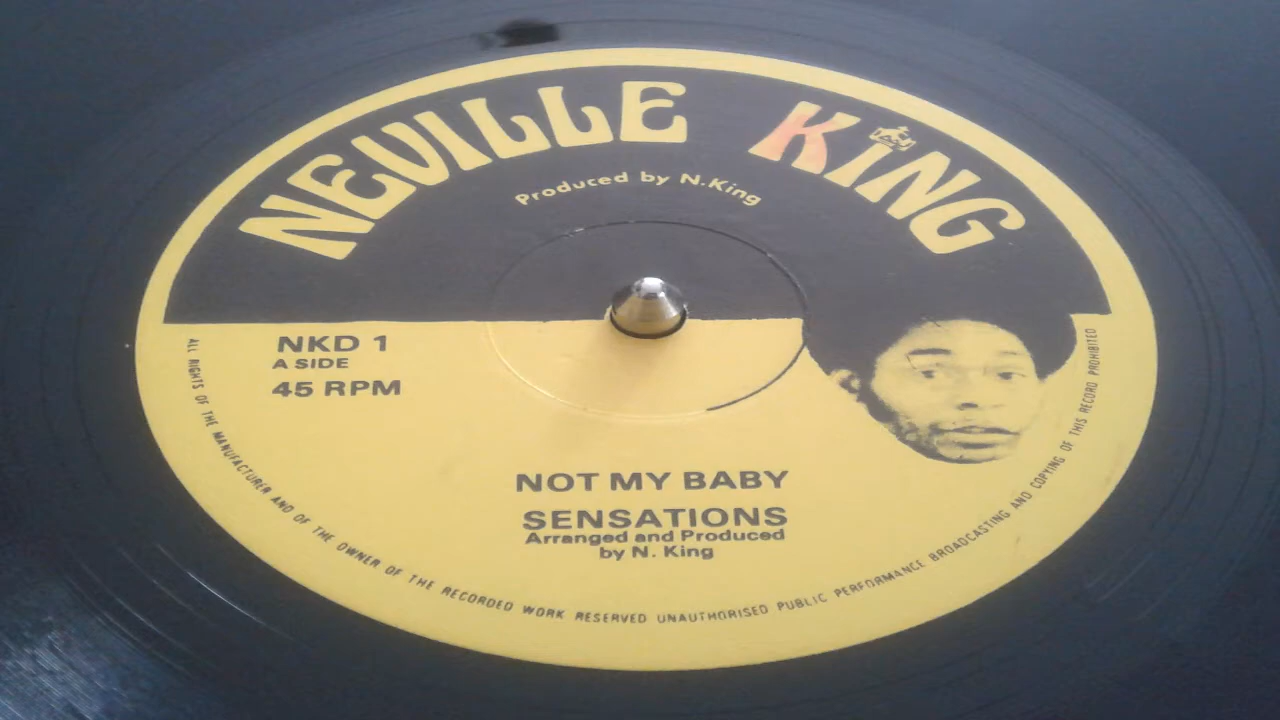 NEVILLE KING
Produced by N.King
NKD 1
A SIDE
45 RPM
NOT MY BABY
SENSATIONS
Arranged and Produced
by N. King
ALL RIGHTS OF THE MANUFACTURER AND OF THE OWNER OF THE RECORDED WORK RESERVED UNAUTHORISED PUBLIC PERFORMANCE BROADCASTING AND COPYING OF THIS RECORD PROHIBITED